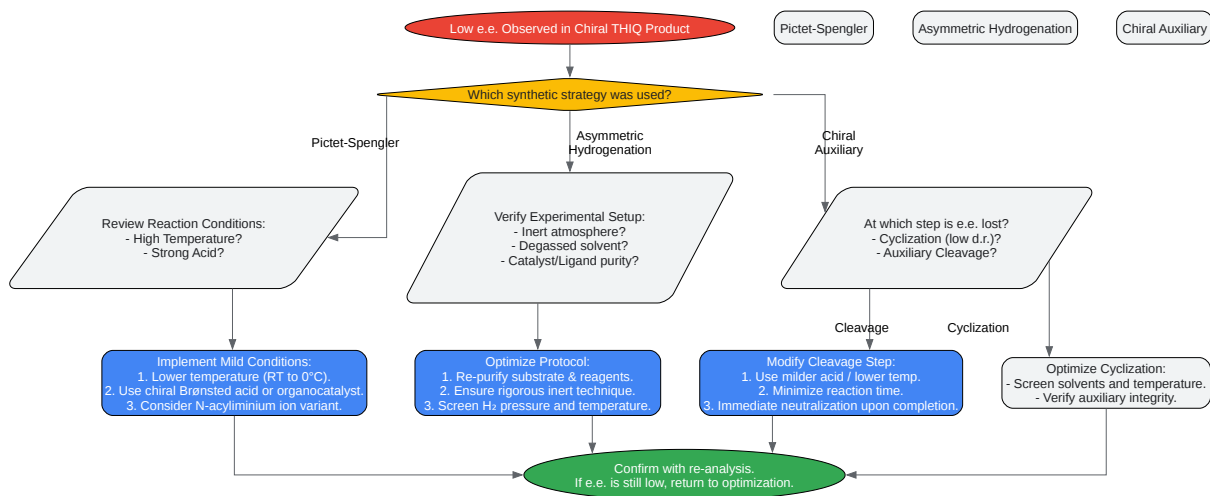 Low e.e. Observed in Chiral THIQ Product
Pictet-Spengler
Asymmetric Hydrogenation
Chiral Auxiliary
Which synthetic strategy was used?
Pictet-Spengler
Asymmetric
Hydrogenation
Chiral
Auxiliary
Review Reaction Conditions:
- High Temperature?
- Strong Acid?
Verify Experimental Setup:
- Inert atmosphere?
- Degassed solvent?
- Catalyst/Ligand purity?
At which step is e.e. lost?
- Cyclization (low d.r.)?
- Auxiliary Cleavage?
Cleavage
Cyclization
Implement Mild Conditions:
1. Lower temperature (RT to 0°C).
2. Use chiral Brønsted acid or organocatalyst.
3. Consider N-acyliminium ion variant.
Optimize Protocol:
1. Re-purify substrate & reagents.
2. Ensure rigorous inert technique.
3. Screen H₂ pressure and temperature.
Modify Cleavage Step:
1. Use milder acid / lower temp.
2. Minimize reaction time.
3. Immediate neutralization upon completion.
Optimize Cyclization:
- Screen solvents and temperature.
- Verify auxiliary integrity.
Confirm with re-analysis.
If e.e. is still low, return to optimization.